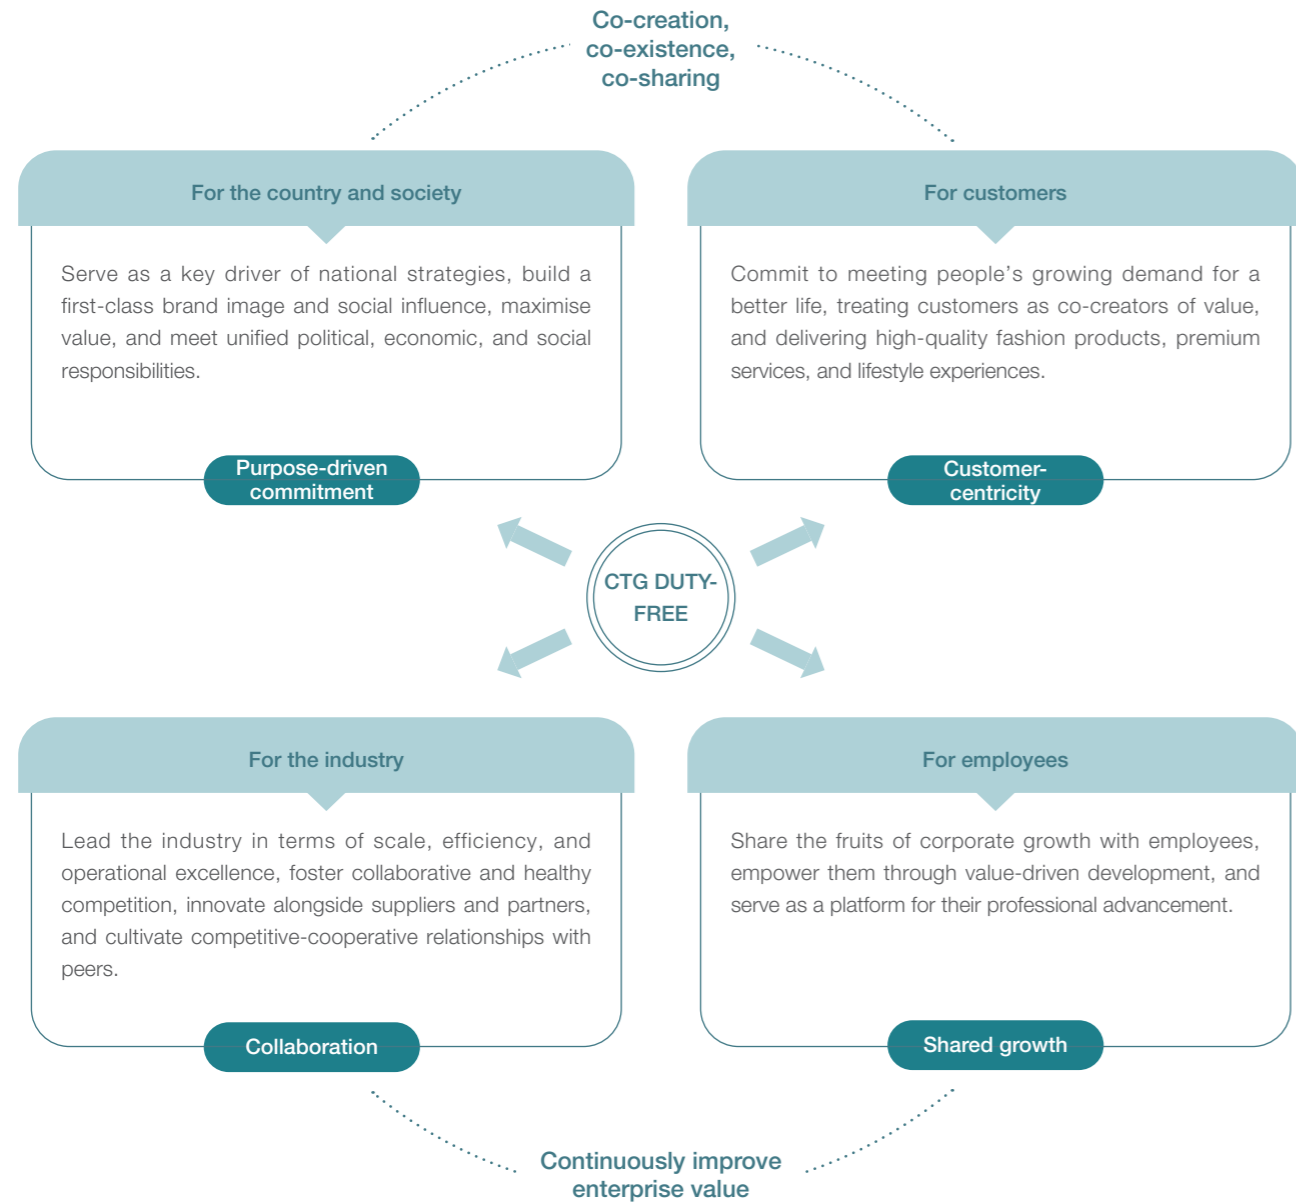 Co-creation,
co-existence,
co-sharing
For the country and society
Serve as a key driver of national strategies, build a
first-class brand image and social influence, maximise
value, and meet unified political, economic, and social
responsibilities.
Purpose-driven
commitment
For customers
Commit to meeting people’s growing demand for a
better life, treating customers as co-creators of value,
and delivering high-quality fashion products, premium
services, and lifestyle experiences.
Customer-
centricity
CTG DUTY-
FREE
For the industry
Lead the industry in terms of scale, efficiency, and
operational excellence, foster collaborative and healthy
competition, innovate alongside suppliers and partners,
and cultivate competitive-cooperative relationships with
peers.
Collaboration
For employees
Share the fruits of corporate growth with employees,
empower them through value-driven development, and
serve as a platform for their professional advancement.
Shared growth
Continuously improve
enterprise value